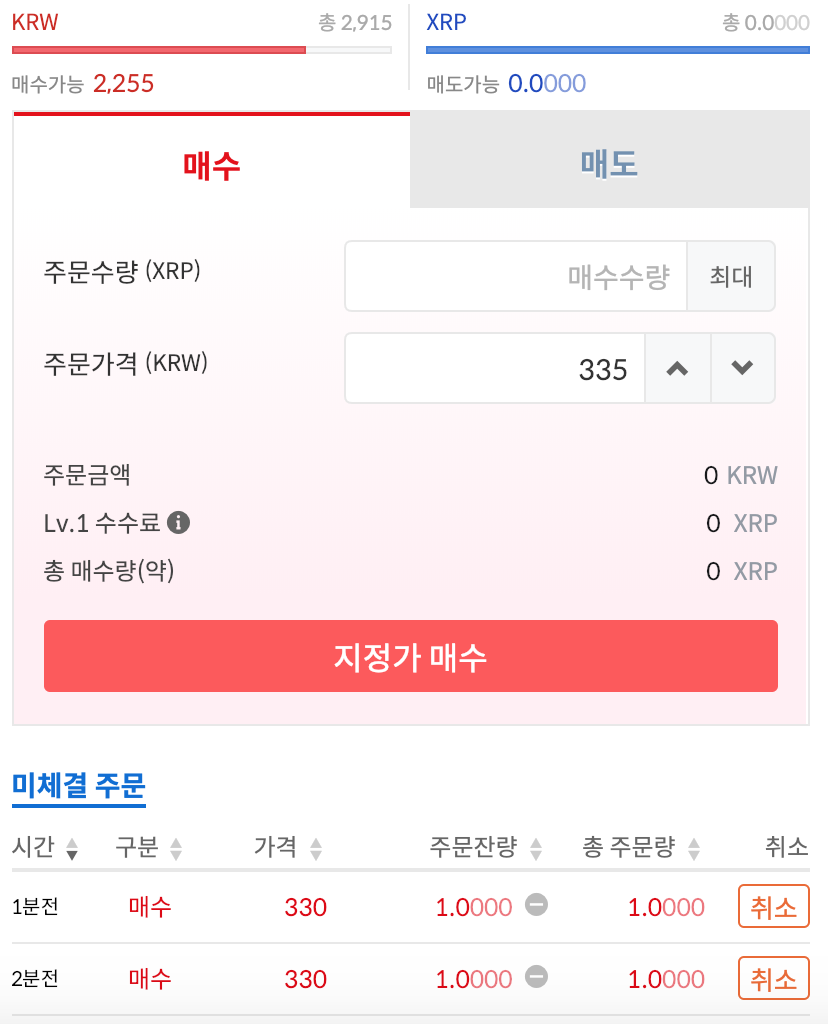 KRW 총 2,915 XRP 총 0.0000
매수가능 2,255 매도가능 0.0000
매수 매도
주문수량 (XRP) 매수수량 최대
주문가격 (KRW) 335
주문금액 0 KRW
Lv.1 수수료 0 XRP
총 매수량(약) 0 XRP
지정가 매수
미체결 주문
시간 구분 가격 주문잔량 총 주문량 취소
1분전 매수 330 1.0000 1.0000 취소
2분전 매수 330 1.0000 1.0000 취소